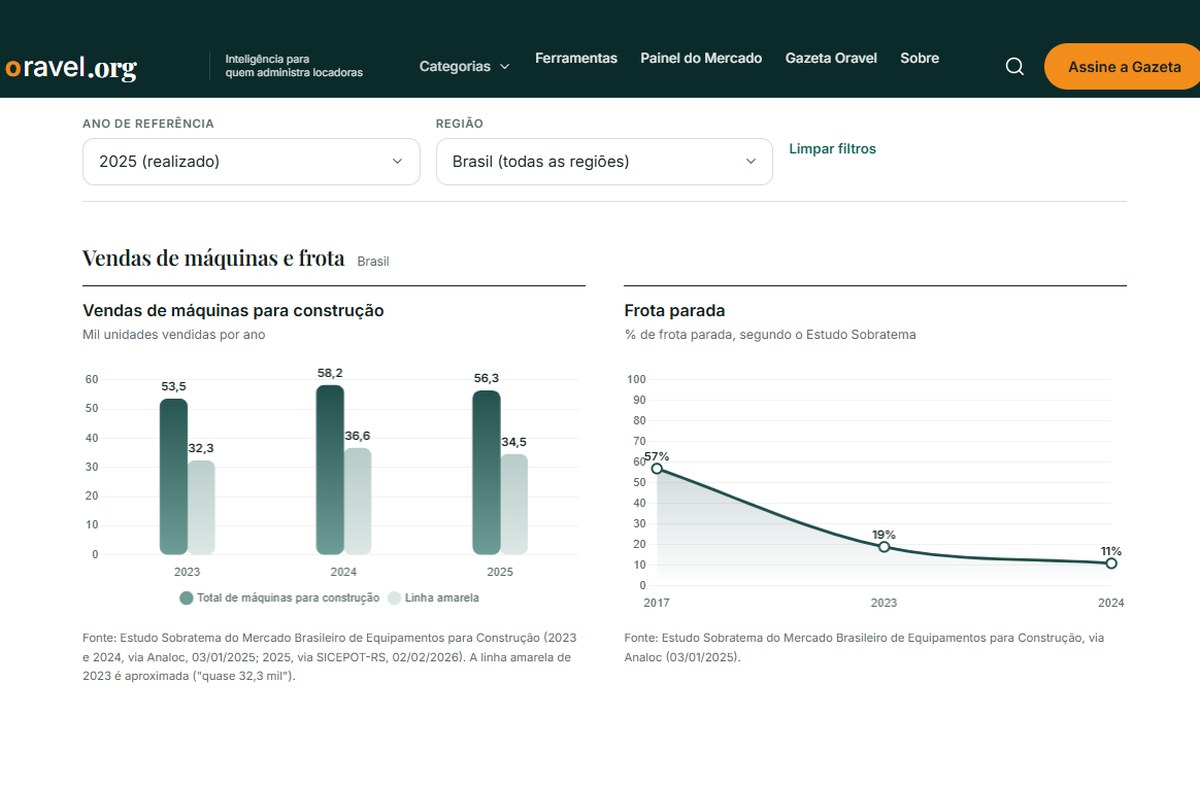 oravel.org
Inteligência para
quem administra locadoras
Categorias
Ferramentas
Painel do Mercado
Gazeta Oravel
Sobre
Assine a Gazeta
ANO DE REFERÊNCIA
2025 (realizado)
REGIÃO
Brasil (todas as regiões)
Limpar filtros
Vendas de máquinas e frota Brasil
Vendas de máquinas para construção
Mil unidades vendidas por ano
60
50
40
30
20
10
0
53,5
32,3
58,2
36,6
56,3
34,5
2023
2024
2025
Total de máquinas para construção
Linha amarela
Fonte: Estudo Sobratema do Mercado Brasileiro de Equipamentos para Construção (2023
e 2024, via Analoc, 03/01/2025; 2025, via SICEPOT-RS, 02/02/2026). A linha amarela de
2023 é aproximada ("quase 32,3 mil").
Frota parada
% de frota parada, segundo o Estudo Sobratema
100
90
80
70
60
50
40
30
20
10
0
57%
19%
11%
2017
2023
2024
Fonte: Estudo Sobratema do Mercado Brasileiro de Equipamentos para Construção, via
Analoc (03/01/2025).